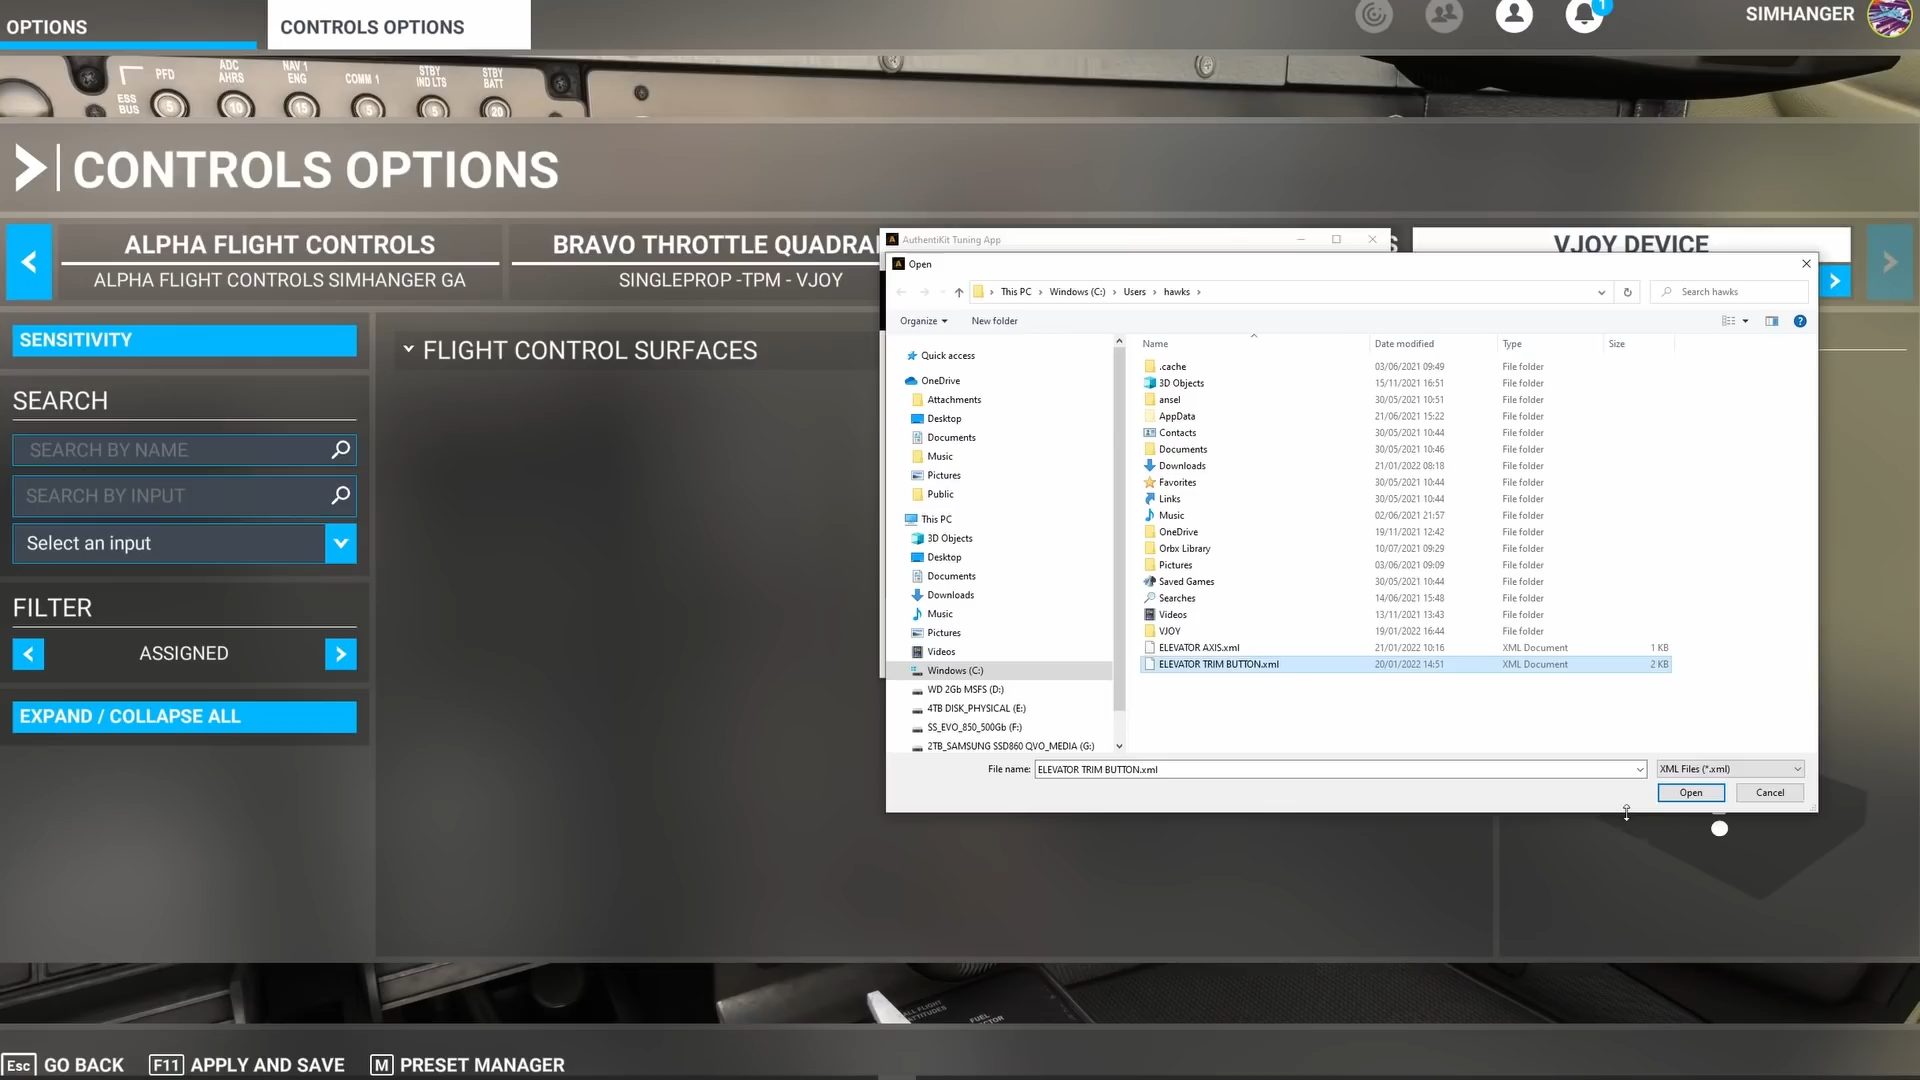 OPTIONS
CONTROLS OPTIONS
1
SIMHANGER
ESS BUS
PFD
5
ADC AHRS
10
NAV 1 ENG
15
COMM 1
5
STBY IND LTS
5
STBY BATT
20
CONTROLS OPTIONS
ALPHA FLIGHT CONTROLS
ALPHA FLIGHT CONTROLS SIMHANGER GA
BRAVO THROTTLE QUADRA
SINGLEPROP -TPM - VJOY
S
VJOY DEVICE
SENSITIVITY
SEARCH
SEARCH BY NAME
SEARCH BY INPUT
Select an input
FILTER
ASSIGNED
EXPAND / COLLAPSE ALL
FLIGHT CONTROL SURFACES
AuthentiKit Tuning App
Open
This PC > Windows (C:) > Users > hawks >
Search hawks
Organize
New folder
Quick access
OneDrive
Attachments
Desktop
Documents
Music
Pictures
Public
This PC
3D Objects
Desktop
Documents
Downloads
Music
Pictures
Videos
Windows (C:)
WD 2Gb MSFS (D:)
4TB DISK_PHYSICAL (E:)
SS_EVO_850_500Gb (F:)
2TB_SAMSUNG SSD860 QVO_MEDIA (G:)
Name Date modified Type Size
.cache 03/06/2021 09:49 File folder
3D Objects 15/11/2021 16:51 File folder
ansel 30/05/2021 10:51 File folder
AppData 21/06/2021 15:22 File folder
Contacts 30/05/2021 10:44 File folder
Documents 30/05/2021 10:46 File folder
Downloads 21/01/2022 08:18 File folder
Favorites 30/05/2021 10:44 File folder
Links 30/05/2021 10:44 File folder
Music 02/06/2021 21:57 File folder
OneDrive 19/11/2021 12:42 File folder
Orbx Library 10/07/2021 09:29 File folder
Pictures 03/06/2021 09:09 File folder
Saved Games 30/05/2021 10:44 File folder
Searches 14/06/2021 15:48 File folder
Videos 13/11/2021 13:43 File folder
VJOY 19/01/2022 16:44 File folder
ELEVATOR AXIS.xml 21/01/2022 10:16 XML Document 1 KB
ELEVATOR TRIM BUTTON.xml 20/01/2022 14:51 XML Document 2 KB
File name: ELEVATOR TRIM BUTTON.xml
XML Files (*.xml)
Open
Cancel
ALL FLIGHT
FUEL
Esc GO BACK
F11 APPLY AND SAVE
M PRESET MANAGER